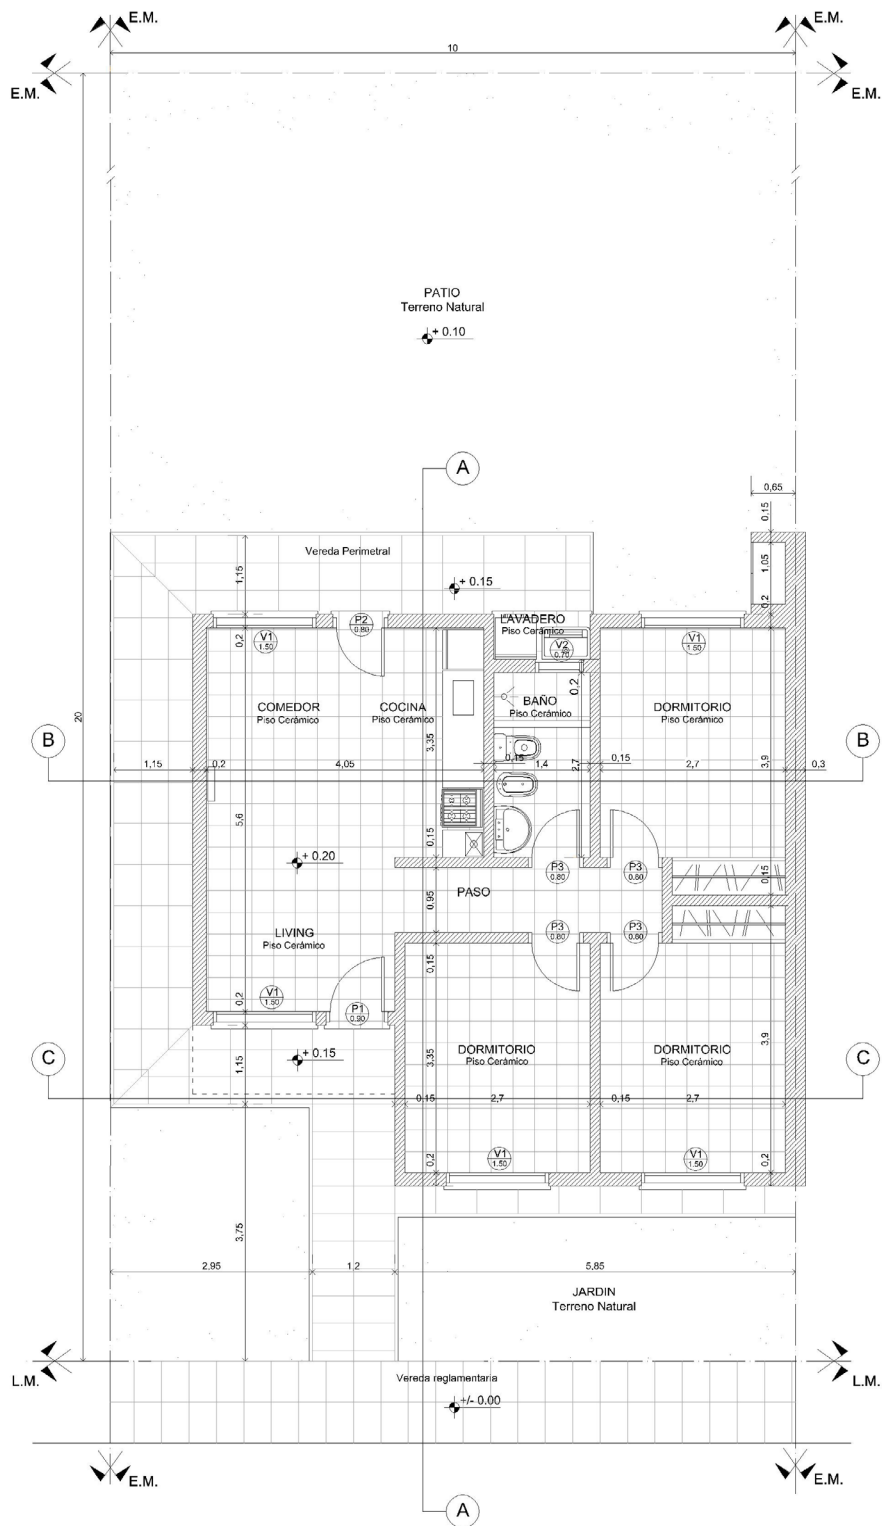 E.M.
E.M.
10
E.M.
E.M.
PATIO
Terreno Natural
+ 0.10
A
0,65
0.15
Vereda Perimetral
1,15
1.05
+ 0.15
0.2
LAVADERO
Piso Cerámico
P2
0.80
V1
1.50
0,2
V2
0.70
V1
1.50
0,2
BAÑO
Piso Cerámico
COMEDOR
Piso Cerámico
COCINA
Piso Cerámico
DORMITORIO
Piso Cerámico
20
3,35
B
B
1,15
0,2
4,05
0,15
1,4
2,7
0,15
2,7
3,9
0,3
5,6
0,15
+ 0.20
P3
0.80
P3
0.60
0,15
PASO
0,95
LIVING
Piso Cerámico
P3
0.80
P3
0.60
0,15
V1
1.50
0,2
P1
0.90
3,9
C
+ 0.15
1,15
3,35
DORMITORIO
Piso Cerámico
DORMITORIO
Piso Cerámico
C
0,15
2,7
0,15
2,7
V1
1.50
0,2
V1
1.50
0,2
3,75
2,95
1,2
5,85
JARDIN
Terreno Natural
L.M.
Vereda reglamentaria
L.M.
+/- 0.00
E.M.
E.M.
A